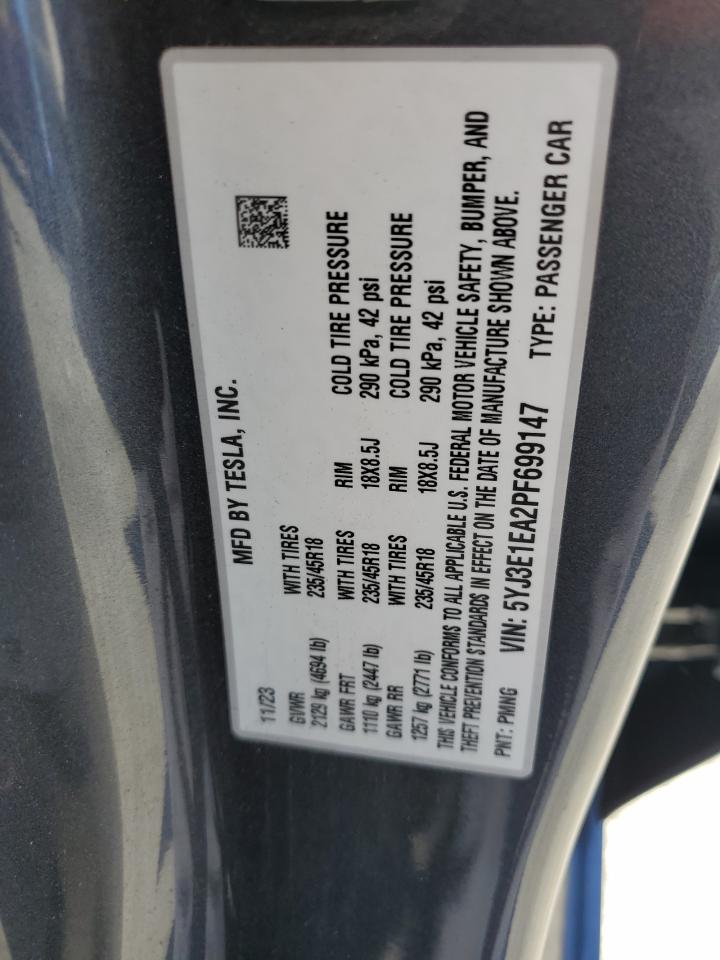 MFD BY TESLA, INC.
11/23
GVWR WITH TIRES
2129 kg (4694 lb) 235/45R18
GAWR FRT WITH TIRES RIM COLD TIRE PRESSURE
1110 kg (2447 lb) 235/45R18 18X8.5J 290 kPa, 42 psi
GAWR RR WITH TIRES RIM COLD TIRE PRESSURE
1257 kg (2771 lb) 235/45R18 18X8.5J 290 kPa, 42 psi
THIS VEHICLE CONFORMS TO ALL APPLICABLE U.S. FEDERAL MOTOR VEHICLE SAFETY, BUMPER, AND
THEFT PREVENTION STANDARDS IN EFFECT ON THE DATE OF MANUFACTURE SHOWN ABOVE.
PNT: PMNG VIN: 5YJ3E1EA2PF699147 TYPE: PASSENGER CAR